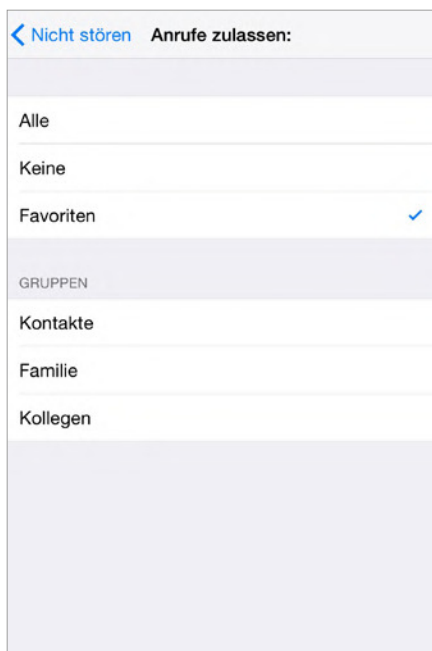 Nicht stören Anrufe zulassen:
Alle
Keine
Favoriten
GRUPPEN
Kontakte
Familie
Kollegen